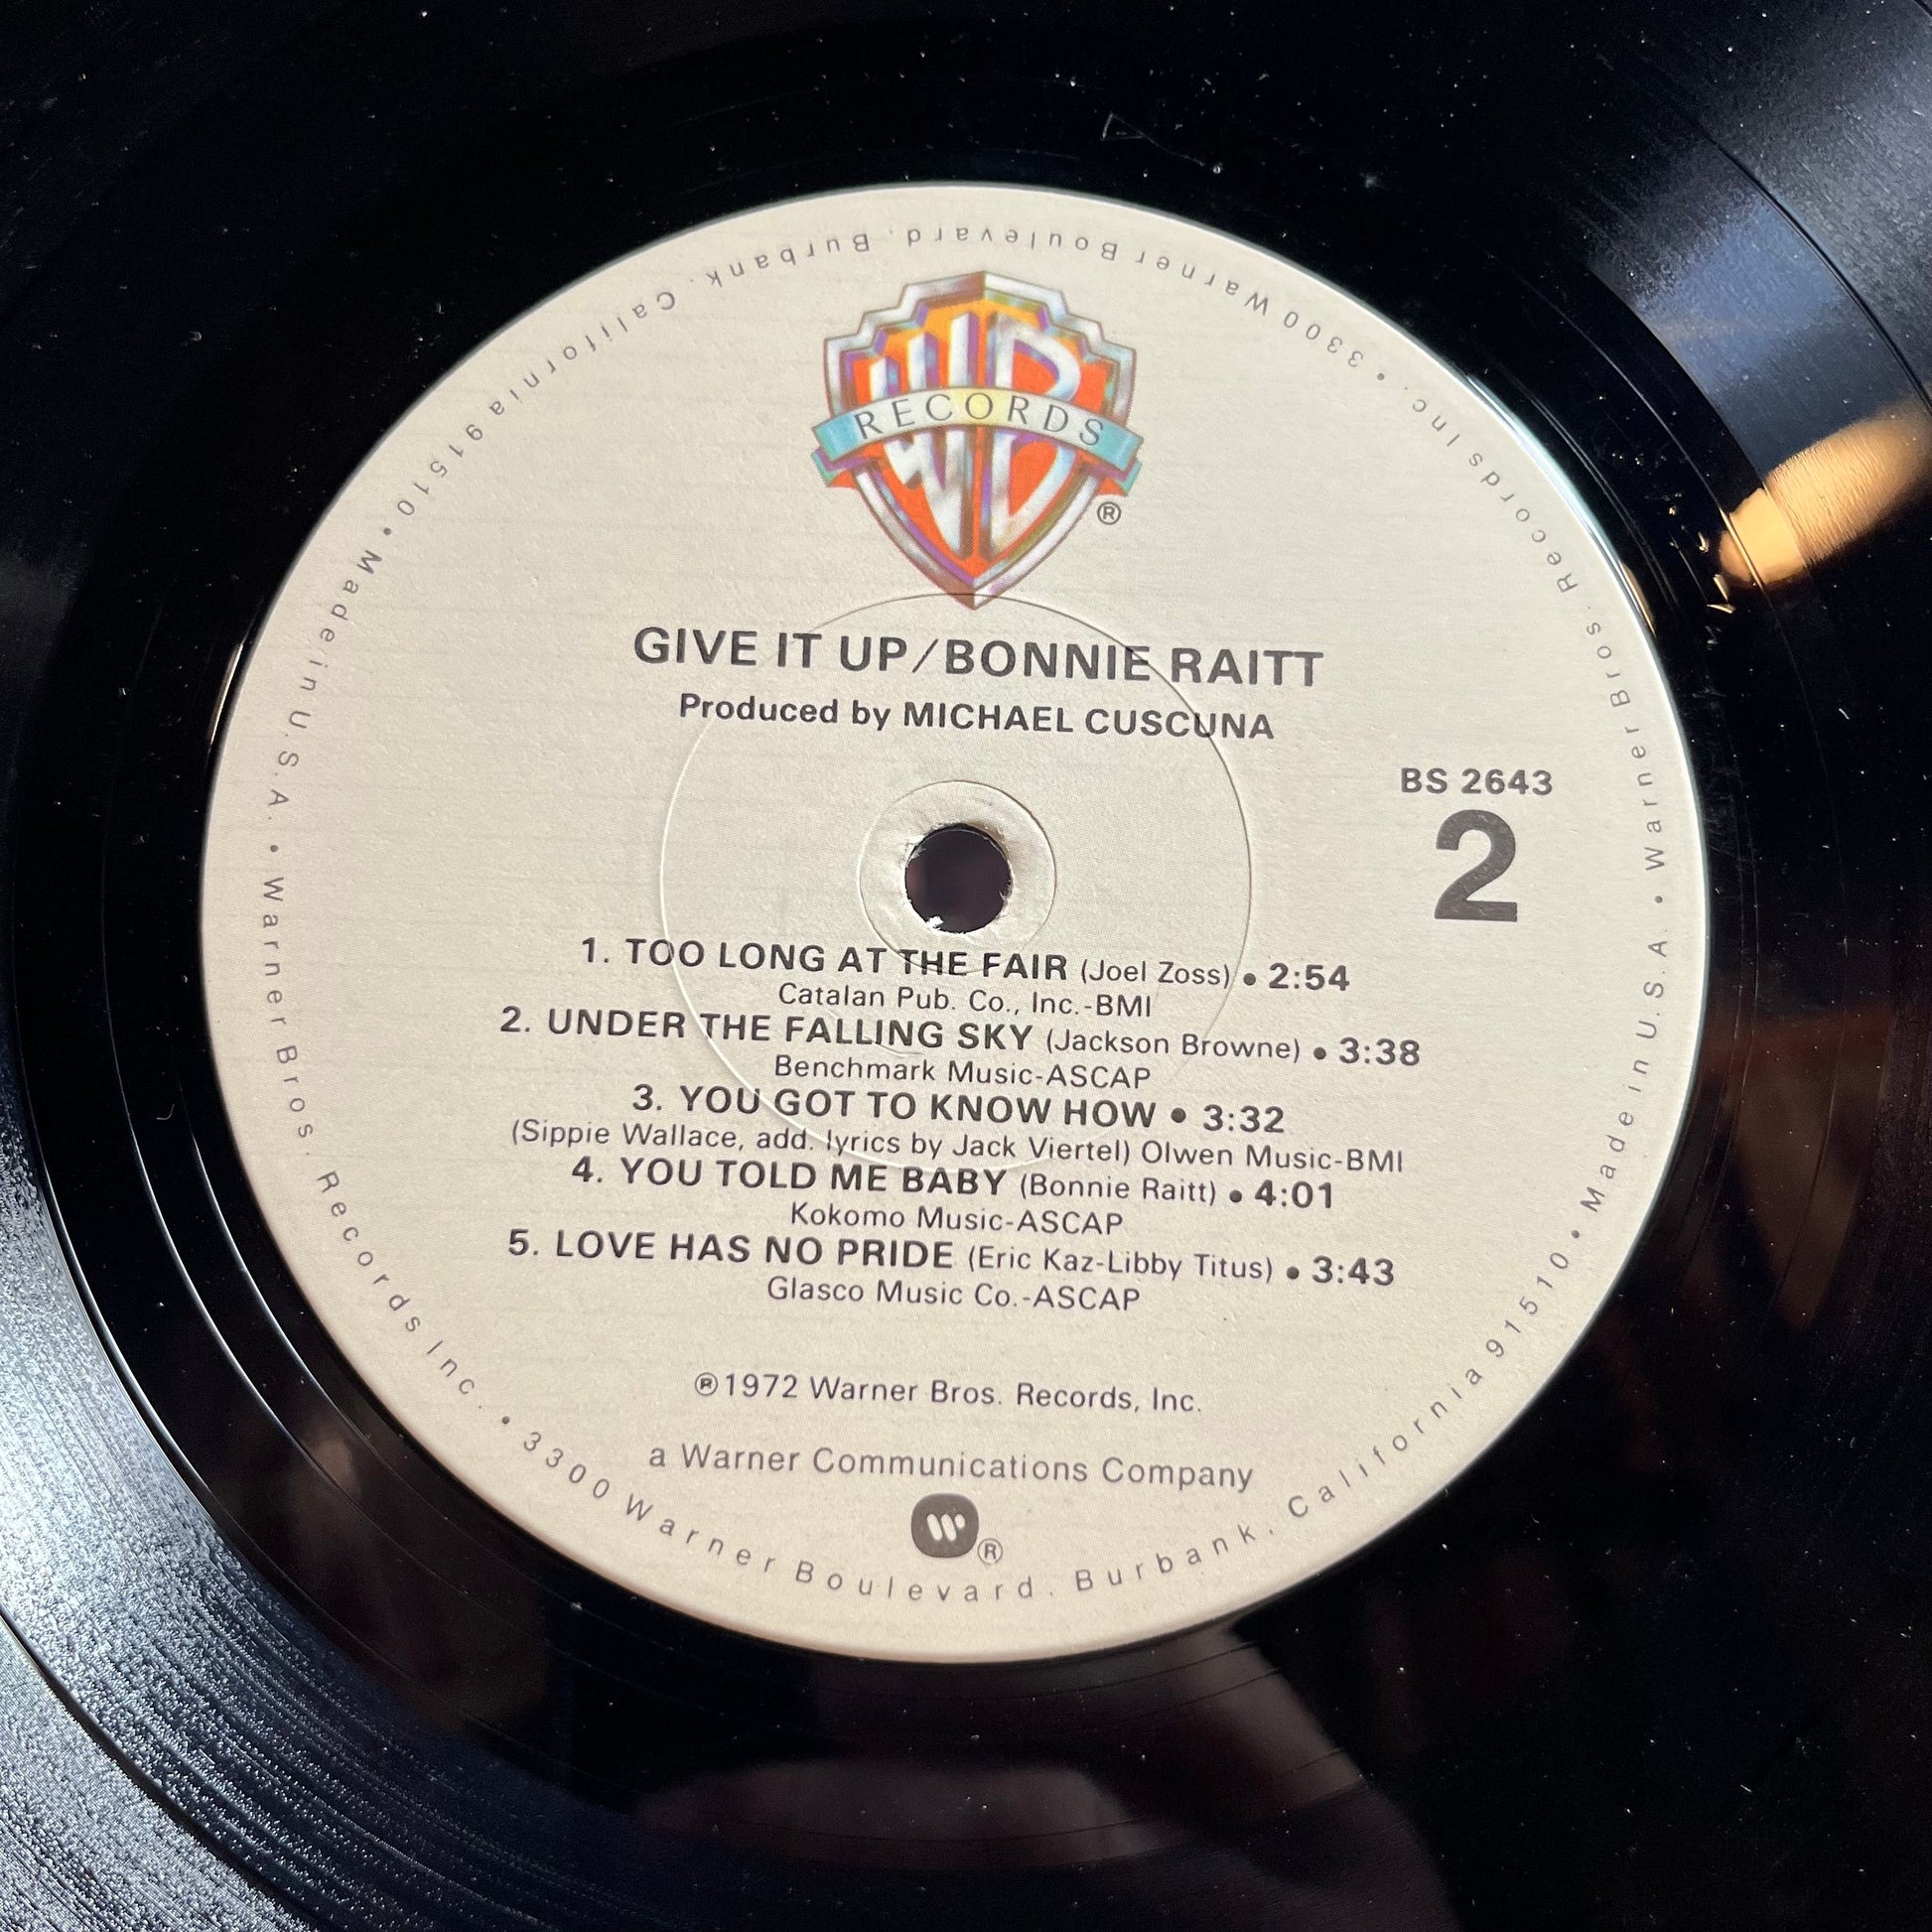 WB
RECORDS
®
GIVE IT UP/BONNIE RAITT
Produced by MICHAEL CUSCUNA
BS 2643
2
1. TOO LONG AT THE FAIR (Joel Zoss) • 2:54
Catalan Pub. Co., Inc.-BMI
2. UNDER THE FALLING SKY (Jackson Browne) • 3:38
Benchmark Music-ASCAP
3. YOU GOT TO KNOW HOW • 3:32
(Sippie Wallace, add. lyrics by Jack Viertel) Olwen Music-BMI
4. YOU TOLD ME BABY (Bonnie Raitt) • 4:01
Kokomo Music-ASCAP
5. LOVE HAS NO PRIDE (Eric Kaz-Libby Titus) • 3:43
Glasco Music Co.-ASCAP
℗1972 Warner Bros. Records, Inc.
a Warner Communications Company
W®
Warner Bros. Records Inc. • 3300 Warner Boulevard. Burbank. California 91510 • Made in U.S.A. • Warner Bros. Records Inc. • 3300 Warner Boulevard. Burbank. California 91510 • Made in U.S.A. •